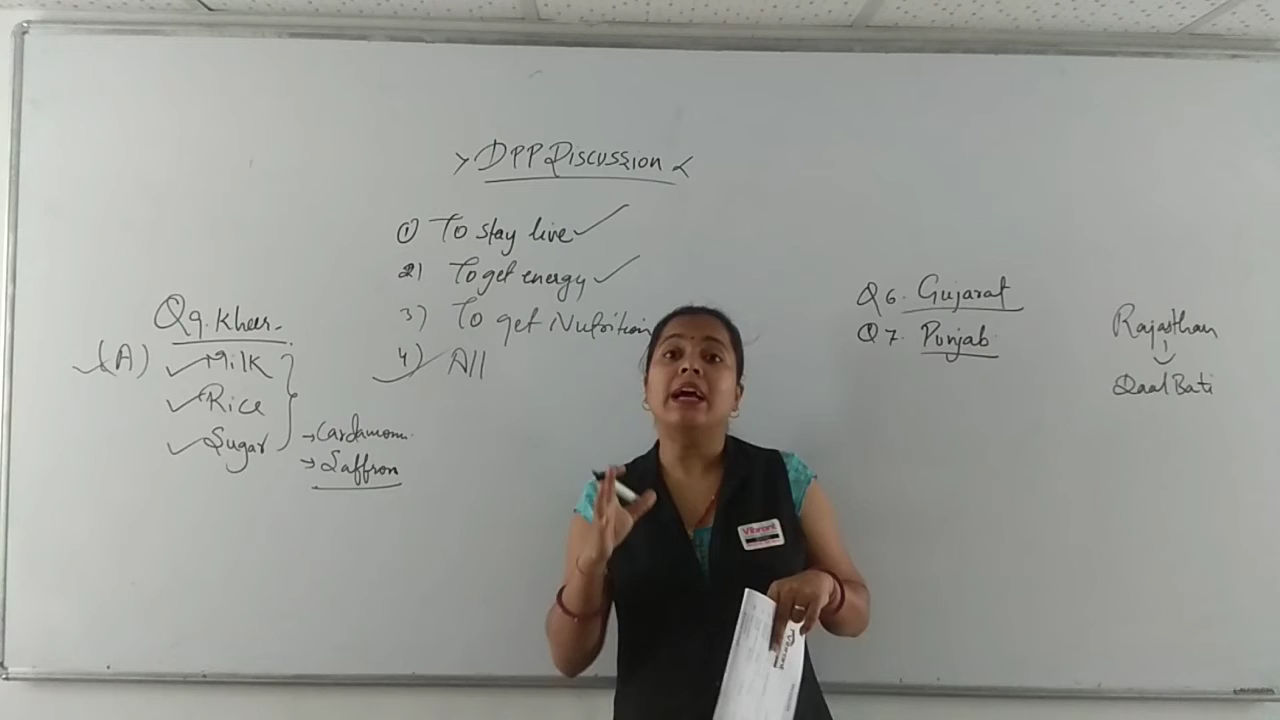 DPP Discussion
① To stay live
2) To get energy
3) To get Nutrition
4) All
Q9. Kheer.
(A) Milk
Rice
Sugar
→ Cardamom
→ Saffron
Q6. Gujarat
Q7. Punjab
Rajasthan
Daal Bati
Vibrant